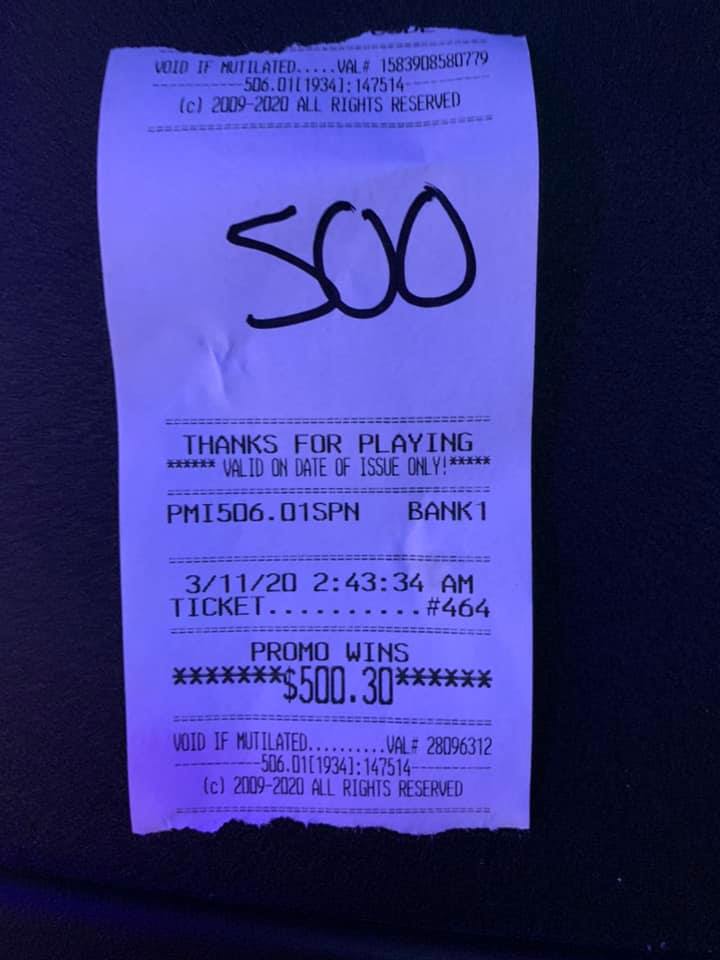 VOID IF MUTILATED.....VAL# 1583908580779
506.01[1934]:147514
(c) 2009-2020 ALL RIGHTS RESERVED
500
THANKS FOR PLAYING
****** VALID ON DATE OF ISSUE ONLY!*****
PMI506.01SPN BANK1
3/11/20 2:43:34 AM
TICKET..........#464
PROMO WINS
*******$500.30******
VOID IF MUTILATED..........VAL# 28096312
506.01[1934]:147514
(c) 2009-2020 ALL RIGHTS RESERVED